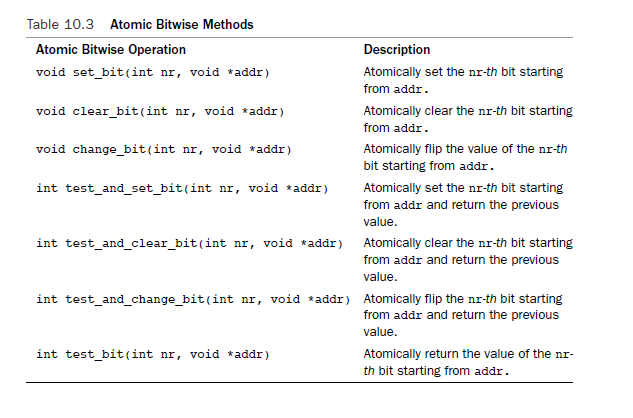 Table 10.3 Atomic Bitwise Methods
Atomic Bitwise Operation Description
void set_bit(int nr, void *addr) Atomically set the nr-th bit starting
from addr.
void clear_bit(int nr, void *addr) Atomically clear the nr-th bit starting
from addr.
void change_bit(int nr, void *addr) Atomically flip the value of the nr-th
bit starting from addr.
int test_and_set_bit(int nr, void *addr) Atomically set the nr-th bit starting
from addr and return the previous
value.
int test_and_clear_bit(int nr, void *addr) Atomically clear the nr-th bit starting
from addr and return the previous
value.
int test_and_change_bit(int nr, void *addr) Atomically flip the nr-th bit starting
from addr and return the previous
value.
int test_bit(int nr, void *addr) Atomically return the value of the nr-
th bit starting from addr.